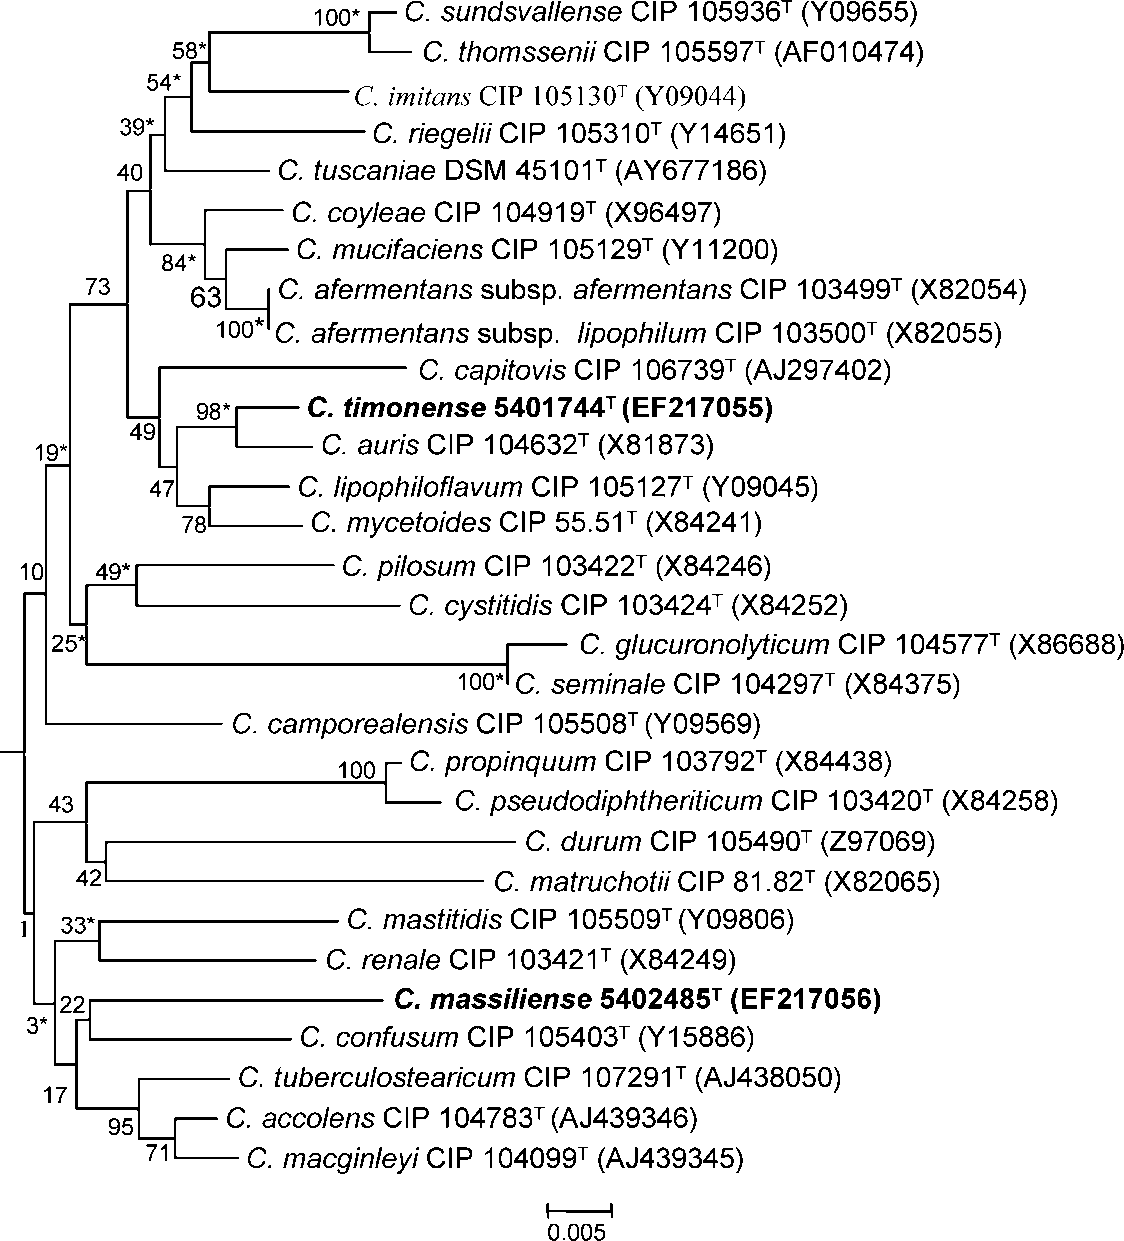 100*
C. sundsvallense CIP 105936ᵀ (Y09655)
58*
C. thomssenii CIP 105597ᵀ (AF010474)
54*
C. imitans CIP 105130ᵀ (Y09044)
39*
C. riegelii CIP 105310ᵀ (Y14651)
40
C. tuscaniae DSM 45101ᵀ (AY677186)
C. coyleae CIP 104919ᵀ (X96497)
84*
C. mucifaciens CIP 105129ᵀ (Y11200)
73
63
C. afermentans subsp. afermentans CIP 103499ᵀ (X82054)
100*
C. afermentans subsp. lipophilum CIP 103500ᵀ (X82055)
C. capitovis CIP 106739ᵀ (AJ297402)
98*
C. timonense 5401744ᵀ (EF217055)
49
C. auris CIP 104632ᵀ (X81873)
19*
47
C. lipophiloflavum CIP 105127ᵀ (Y09045)
78
C. mycetoides CIP 55.51ᵀ (X84241)
10
49*
C. pilosum CIP 103422ᵀ (X84246)
C. cystitidis CIP 103424ᵀ (X84252)
25*
C. glucuronolyticum CIP 104577ᵀ (X86688)
100*
C. seminale CIP 104297ᵀ (X84375)
C. camporealensis CIP 105508ᵀ (Y09569)
100
C. propinquum CIP 103792ᵀ (X84438)
43
C. pseudodiphtheriticum CIP 103420ᵀ (X84258)
C. durum CIP 105490ᵀ (Z97069)
42
C. matruchotii CIP 81.82ᵀ (X82065)
1
33*
C. mastitidis CIP 105509ᵀ (Y09806)
C. renale CIP 103421ᵀ (X84249)
3*
22
C. massiliense 5402485ᵀ (EF217056)
C. confusum CIP 105403ᵀ (Y15886)
17
C. tuberculostearicum CIP 107291ᵀ (AJ438050)
95
C. accolens CIP 104783ᵀ (AJ439346)
71
C. macginleyi CIP 104099ᵀ (AJ439345)
0.005